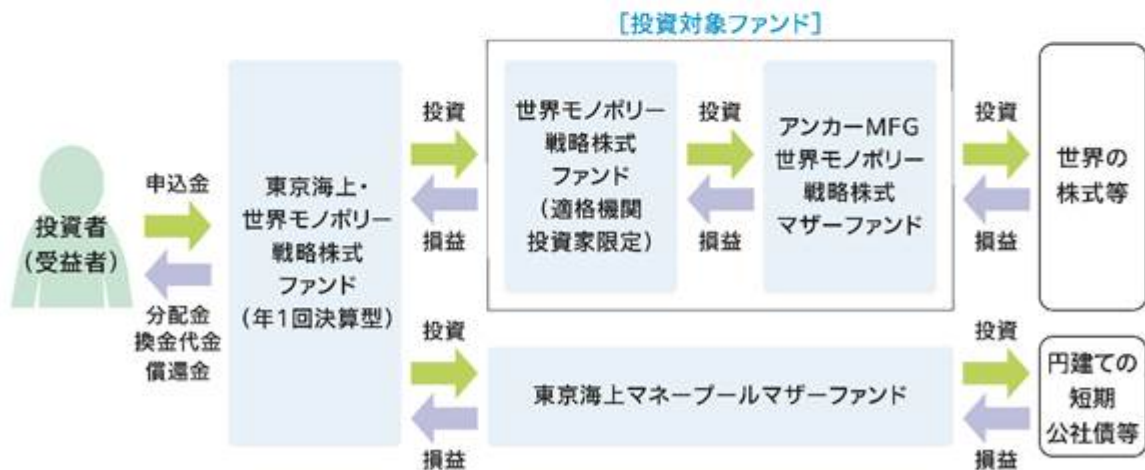 [投資対象ファンド]
投資者
(受益者)
申込金
分配金
換金代金
償還金
東京海上・
世界モノポリー
戦略株式
ファンド
(年1回決算型)
投資
損益
世界モノポリー
戦略株式
ファンド
(適格機関
投資家限定)
投資
損益
アンカーMFG
世界モノポリー
戦略株式
マザーファンド
投資
損益
世界の
株式等
投資
損益
東京海上マネープールマザーファンド
投資
損益
円建ての
短期
公社債等